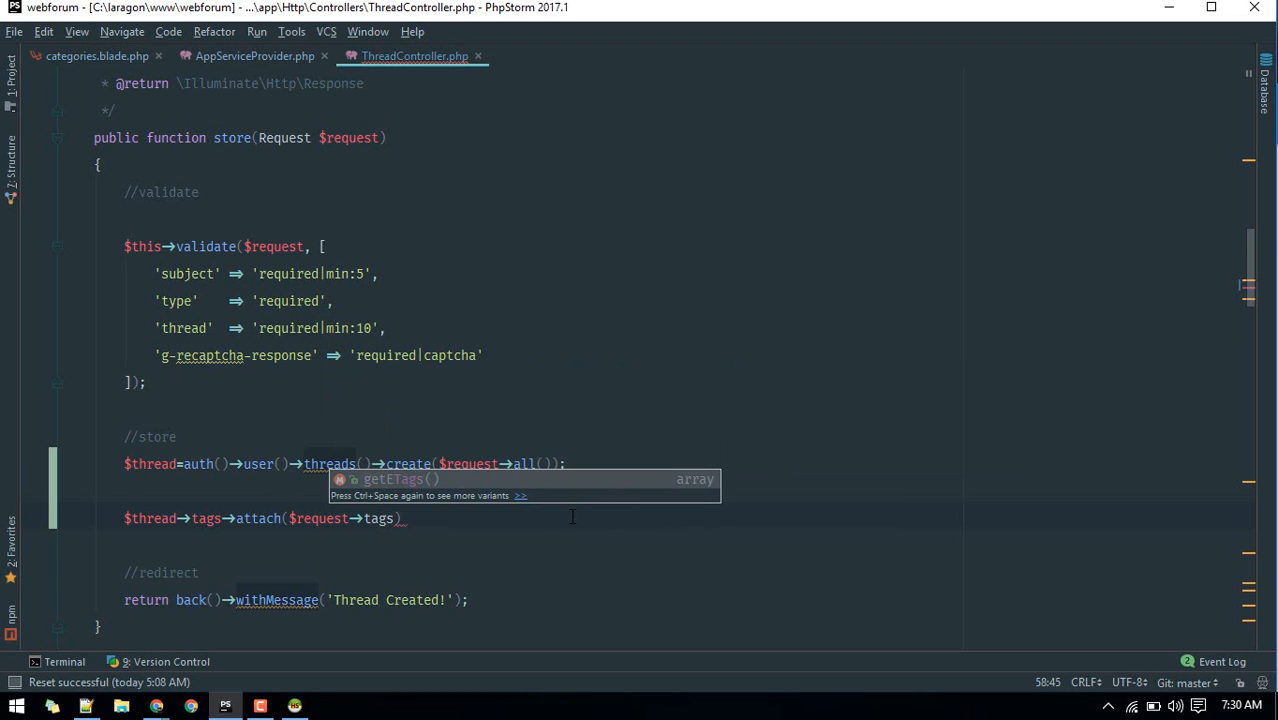 webforum - [C:\laragon\www\webforum] - ...\app\Http\Controllers\ThreadController.php - PhpStorm 2017.1
File Edit View Navigate Code Refactor Run Tools VCS Window Help
categories.blade.php AppServiceProvider.php ThreadController.php
1: Project
7: Structure
2: Favorites
npm
Database
* @return \Illuminate\Http\Response
*/
public function store(Request $request)
{
//validate
$this->validate($request, [
'subject' => 'required|min:5',
'type' => 'required',
'thread' => 'required|min:10',
'g-recaptcha-response' => 'required|captcha'
]);
//store
$thread=auth()->user()->threads()->create($request->all());
getETags() array
Press Ctrl+Space again to see more variants >>
$thread->tags->attach($request->tags)
//redirect
return back()->withMessage('Thread Created!');
}
Terminal 9: Version Control 2 Event Log
Reset successful (today 5:08 AM) 58:45 CRLF UTF-8 Git: master
PS 7:30 AM